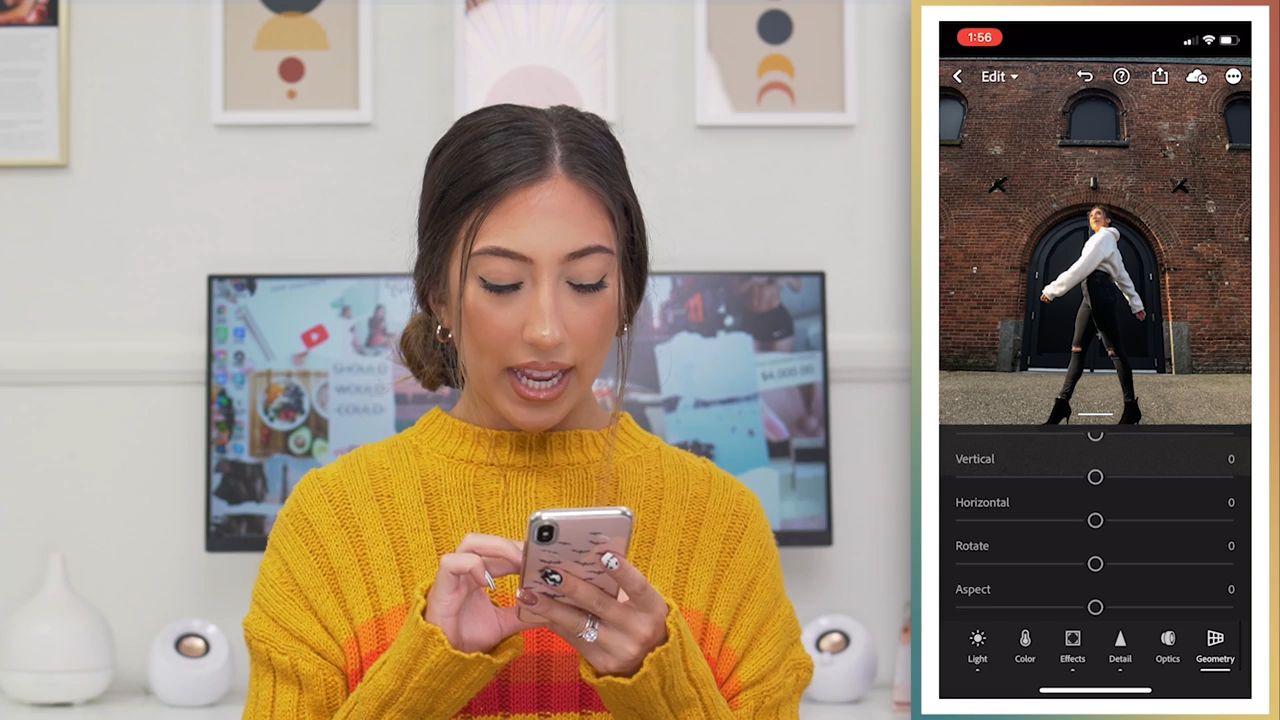 SHOULD
WOULD
COULD
$4,000.00
1:56
Edit
Vertical 0
Horizontal 0
Rotate 0
Aspect 0
Light Color Effects Detail Optics Geometry